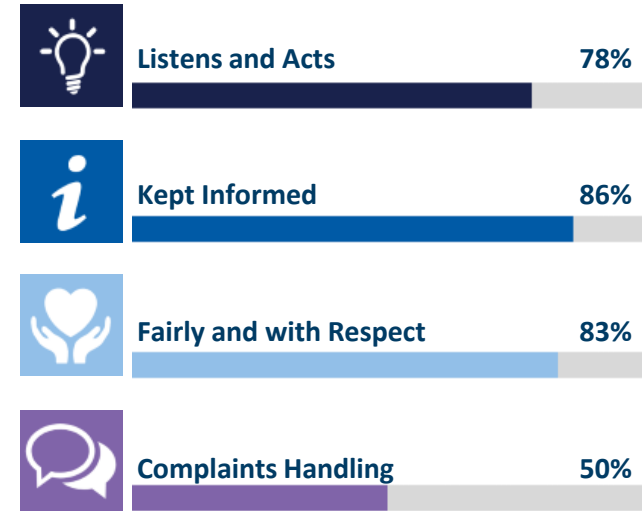 Listens and Acts 78%
Kept Informed 86%
Fairly and with Respect 83%
Complaints Handling 50%